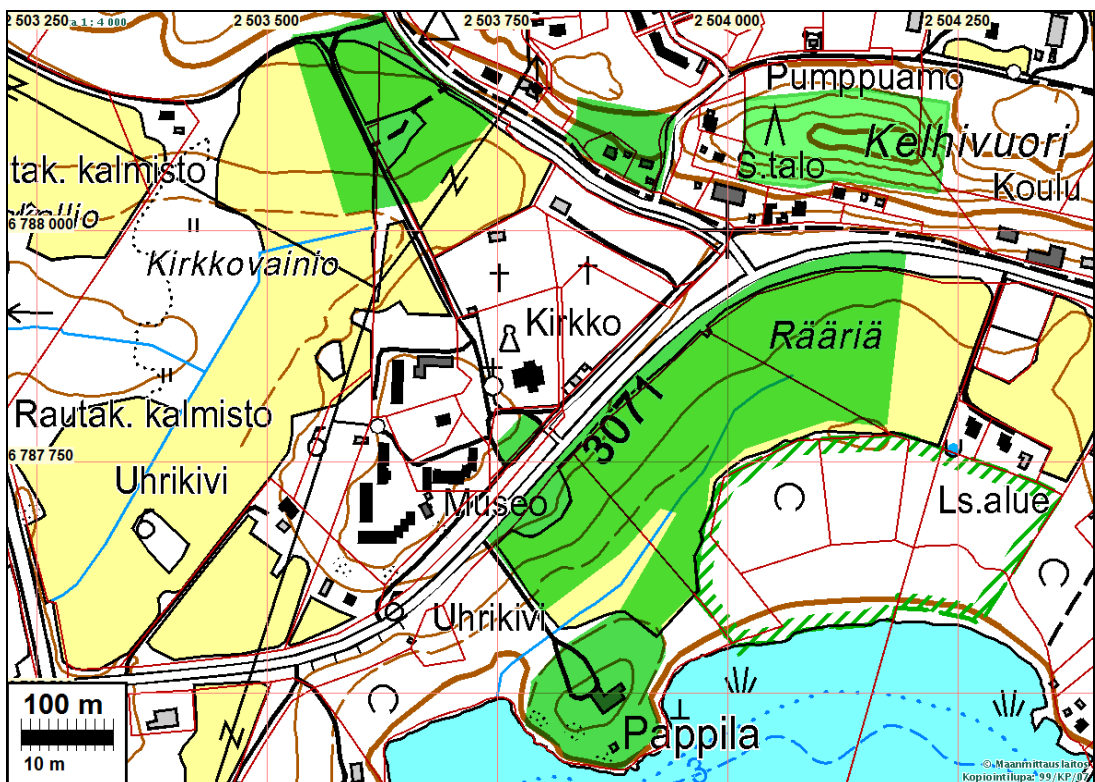 2 503 250
a 1 : 4 000
2 503 500
2 503 750
2 504 000
2 504 250
Pumppuamo
Kelhivuori
S.talo
Koulu
tak. kalmisto
6 788 000
Kirkkovainio
Kirkko
Rääriä
3071
Rautak. kalmisto
6 787 750
Uhrikivi
Museo
Ls.alue
Uhrikivi
100 m
10 m
Pappila
3
© Maanmittauslaitos
Kopiointilupa: 99/KP/07